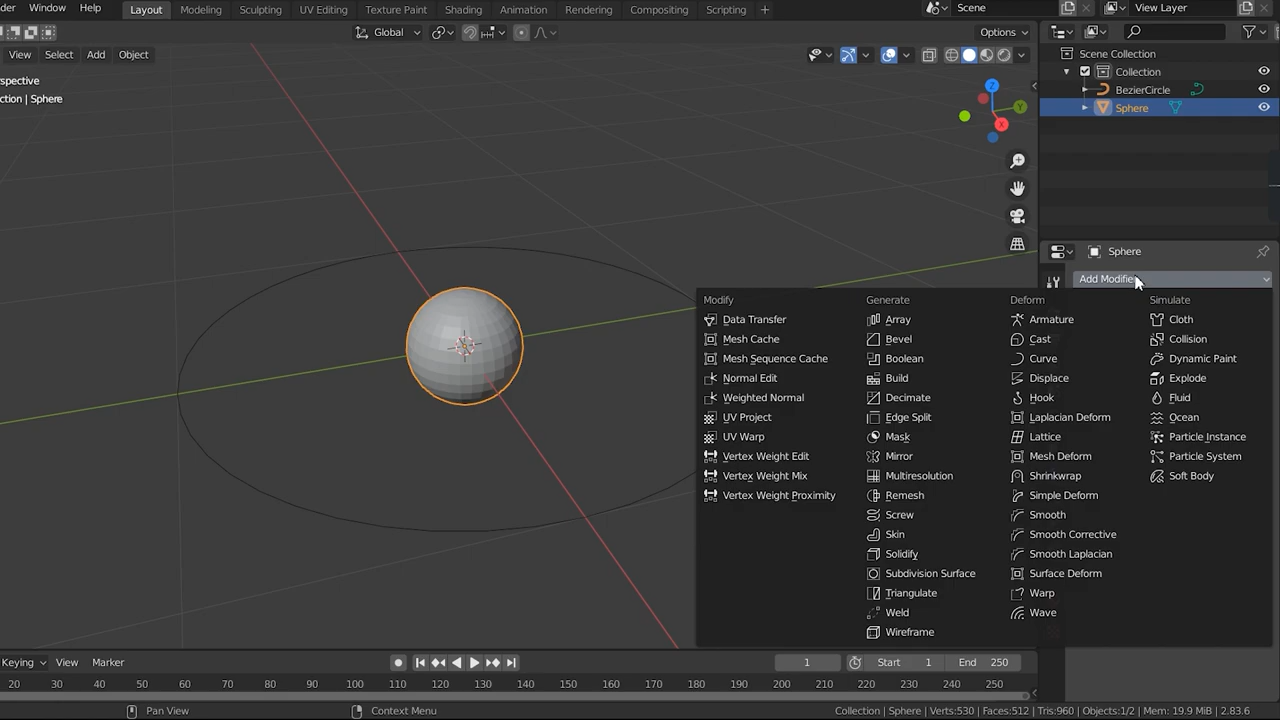 der Window Help Layout Modeling Sculpting UV Editing Texture Paint Shading Animation Rendering Compositing Scripting + Scene View Layer
Global Options
View Select Add Object
spective
ction | Sphere
Z
Y
X
Scene Collection
Collection
BezierCircle
Sphere
Sphere
Add Modifier
Modify
Data Transfer
Mesh Cache
Mesh Sequence Cache
Normal Edit
Weighted Normal
UV Project
UV Warp
Vertex Weight Edit
Vertex Weight Mix
Vertex Weight Proximity
Generate
Array
Bevel
Boolean
Build
Decimate
Edge Split
Mask
Mirror
Multiresolution
Remesh
Screw
Skin
Solidify
Subdivision Surface
Triangulate
Weld
Wireframe
Deform
Armature
Cast
Curve
Displace
Hook
Laplacian Deform
Lattice
Mesh Deform
Shrinkwrap
Simple Deform
Smooth
Smooth Corrective
Smooth Laplacian
Surface Deform
Warp
Wave
Simulate
Cloth
Collision
Dynamic Paint
Explode
Fluid
Ocean
Particle Instance
Particle System
Soft Body
Keying View Marker 1 Start 1 End 250
20 30 40 50 60 70 80 90 100 110 120 130 140 150 160 170 180 190 200 210 220 230 240 250
Pan View Context Menu Collection | Sphere | Verts:530 | Faces:512 | Tris:960 | Objects:1/2 | Mem: 19.9 MiB | 2.83.6